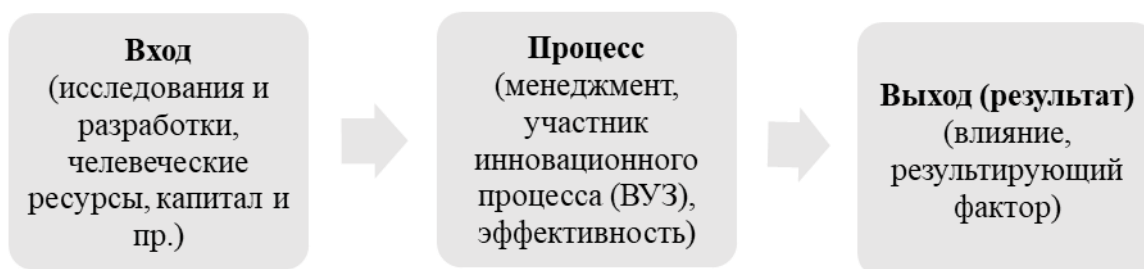 Вход
(исследования и
разработки,
челевеческие
ресурсы, капитал и
пр.)
Процесс
(менеджмент,
участник
инновационного
процесса (ВУЗ),
эффективность)
Выход (результат)
(влияние,
результирующий
фактор)